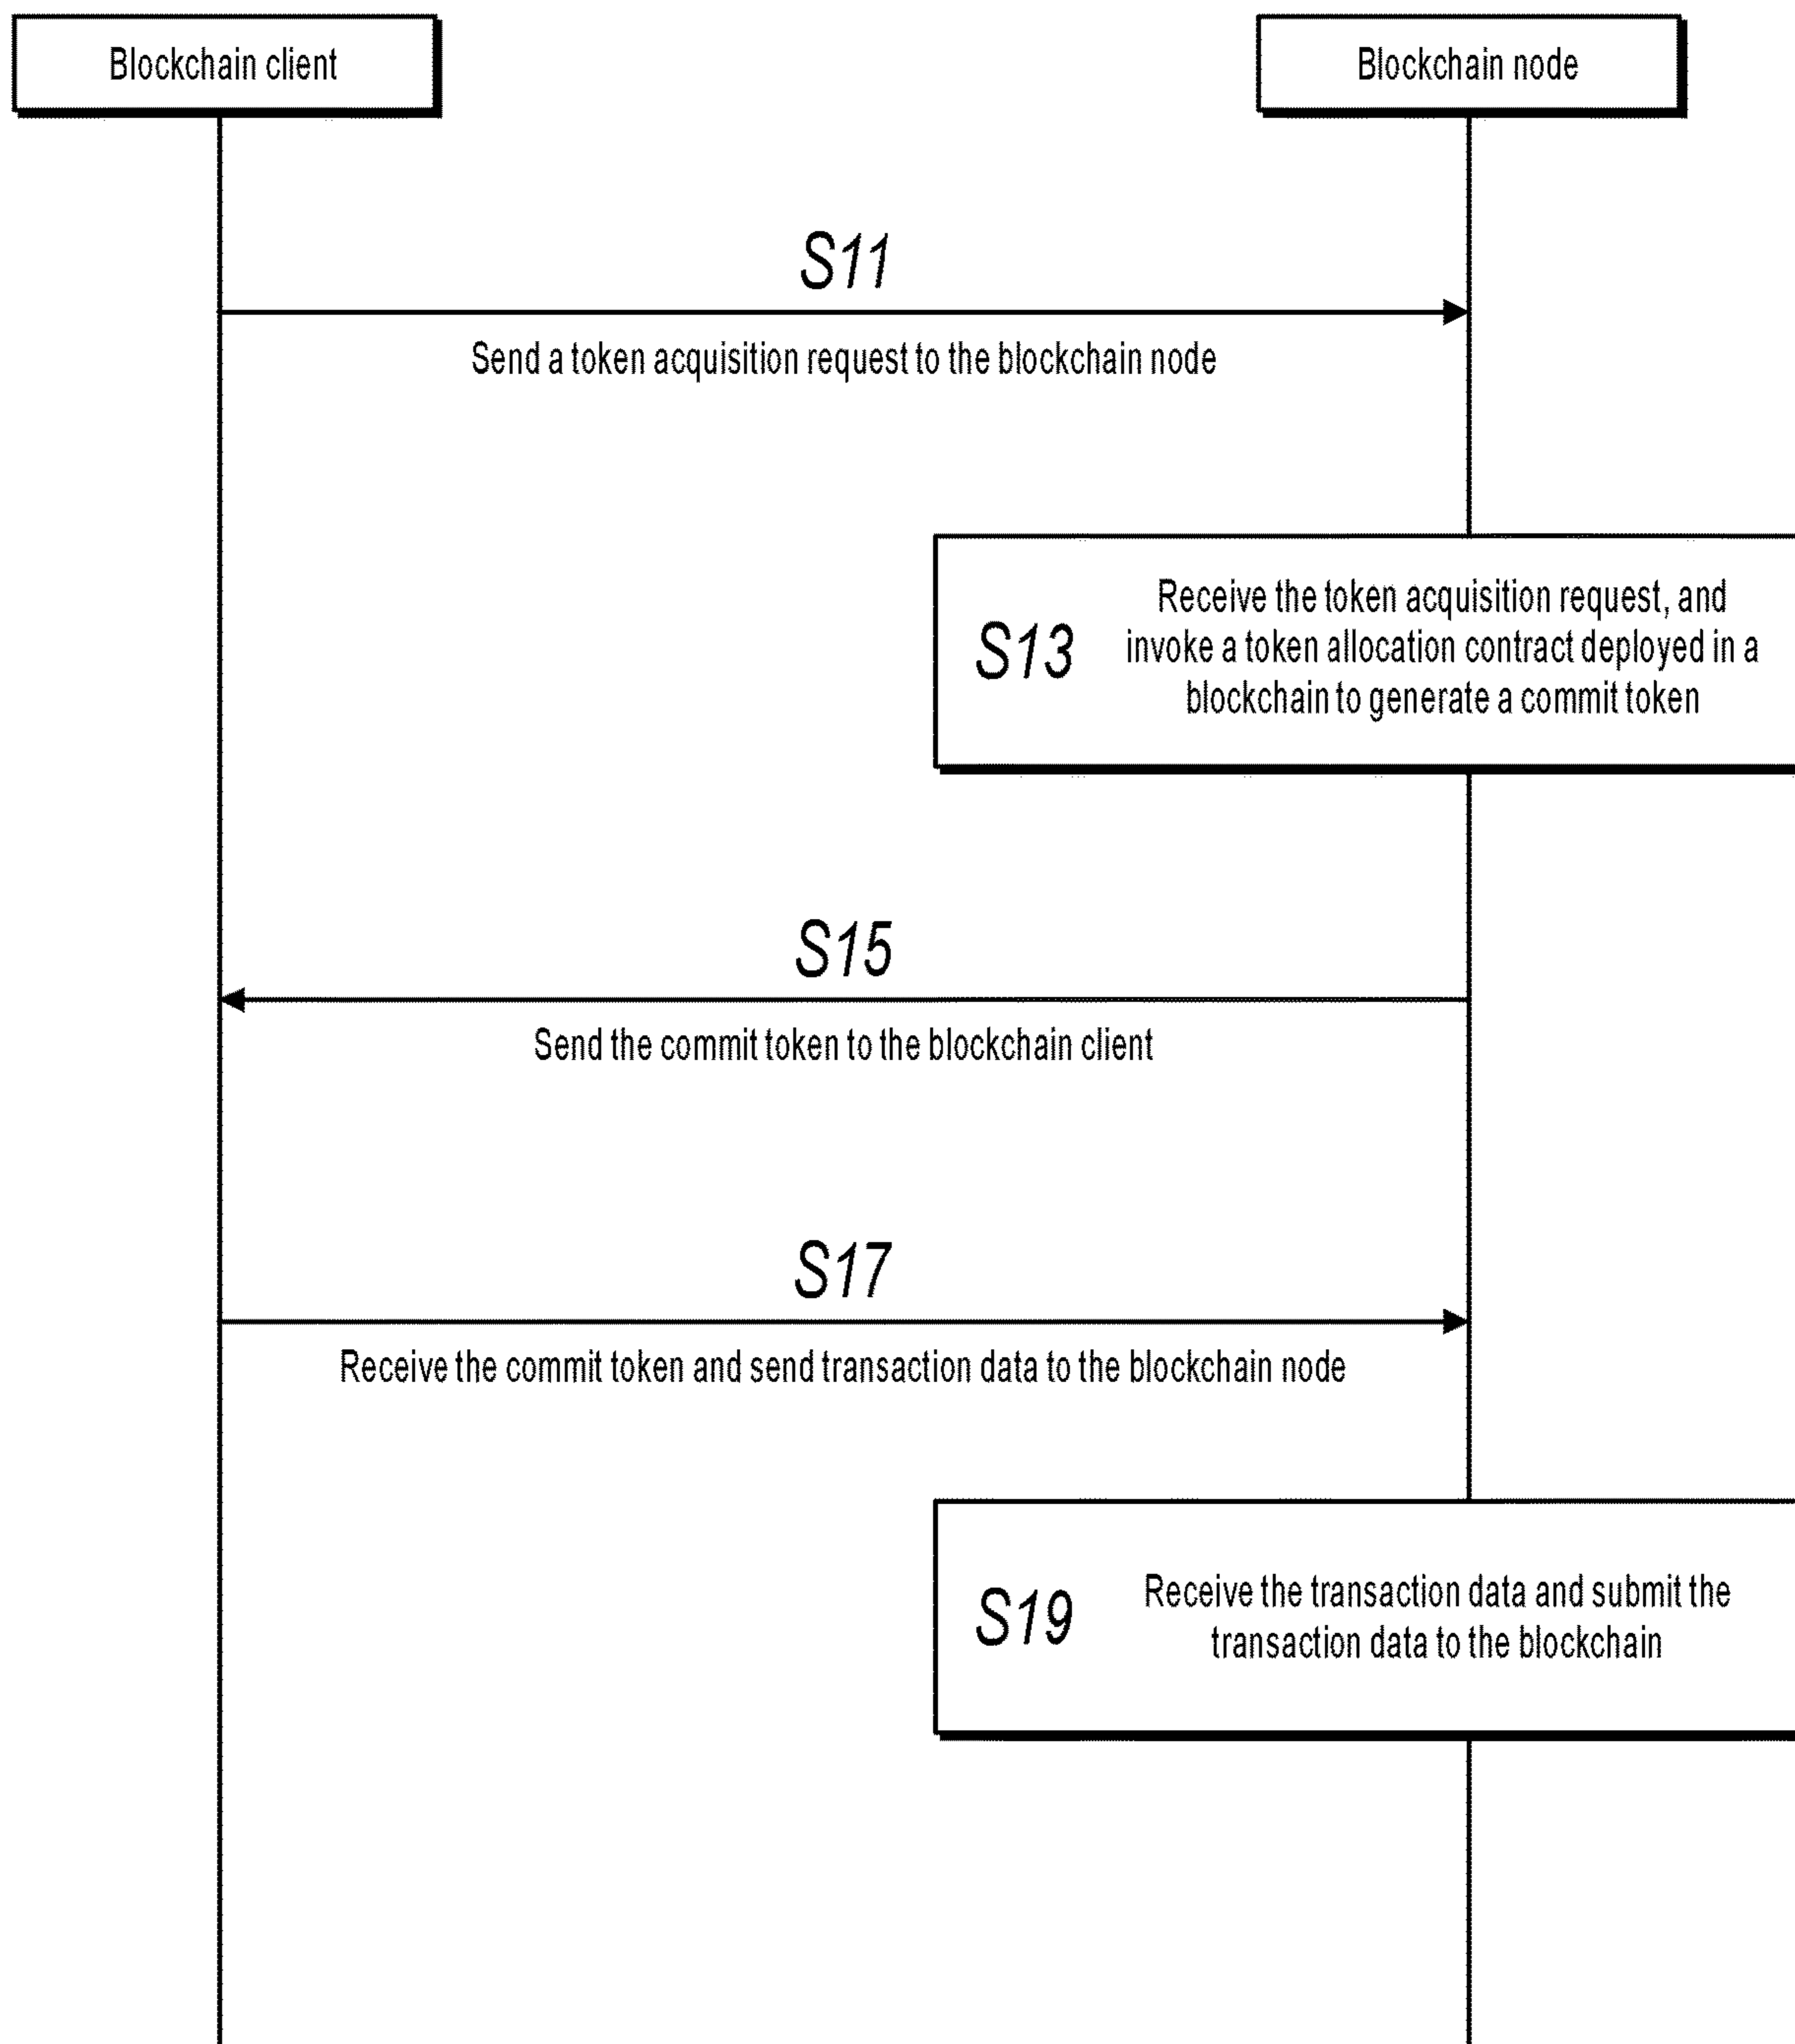 Blockchain client
Blockchain node
S11
Send a token acquisition request to the blockchain node
S13
Receive the token acquisition request, and
invoke a token allocation contract deployed in a
blockchain to generate a commit token
S15
Send the commit token to the blockchain client
S17
Receive the commit token and send transaction data to the blockchain node
S19
Receive the transaction data and submit the
transaction data to the blockchain